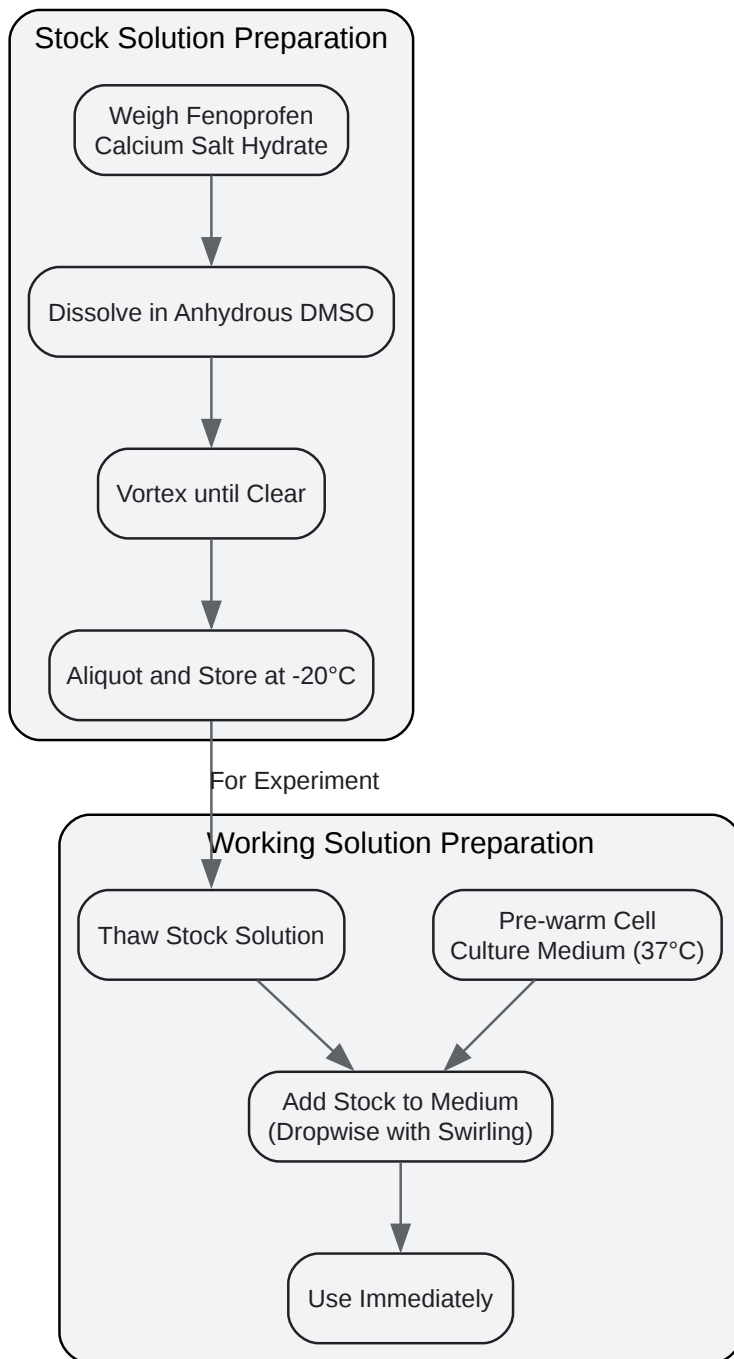 Stock Solution Preparation
Weigh Fenoprofen
Calcium Salt Hydrate
Dissolve in Anhydrous DMSO
Vortex until Clear
Aliquot and Store at -20°C
For Experiment
Working Solution Preparation
Thaw Stock Solution
Pre-warm Cell
Culture Medium (37°C)
Add Stock to Medium
(Dropwise with Swirling)
Use Immediately